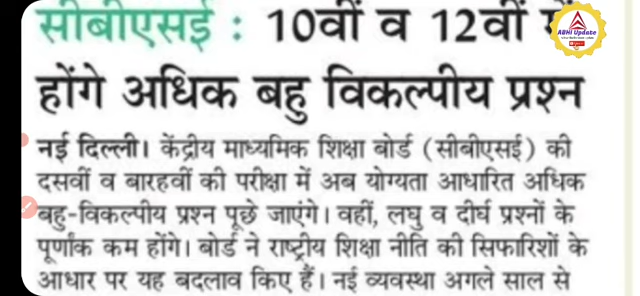 सीबीएसई : 10वीं व 12वीं में
ABHI Update
होंगे अधिक बहु विकल्पीय प्रश्न
नई दिल्ली। केंद्रीय माध्यमिक शिक्षा बोर्ड (सीबीएसई) की
दसवीं व बारहवीं की परीक्षा में अब योग्यता आधारित अधिक
बहु-विकल्पीय प्रश्न पूछे जाएंगे। वहीं, लघु व दीर्घ प्रश्नों के
पूर्णांक कम होंगे। बोर्ड ने राष्ट्रीय शिक्षा नीति की सिफारिशों के
आधार पर यह बदलाव किए हैं। नई व्यवस्था अगले साल से